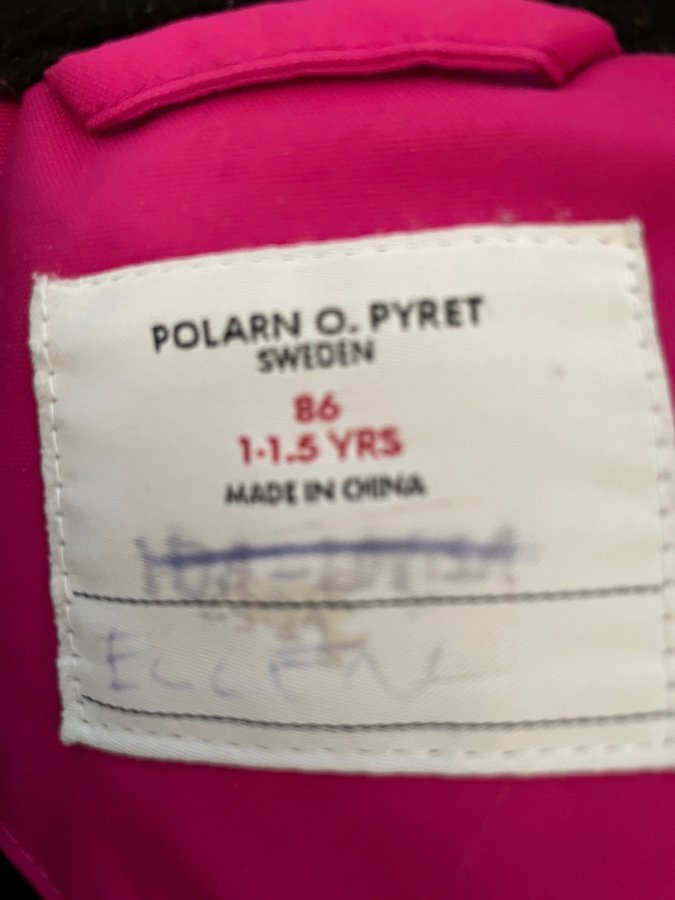 POLARN O. PYRET
SWEDEN
86
1-1.5 YRS
MADE IN CHINA